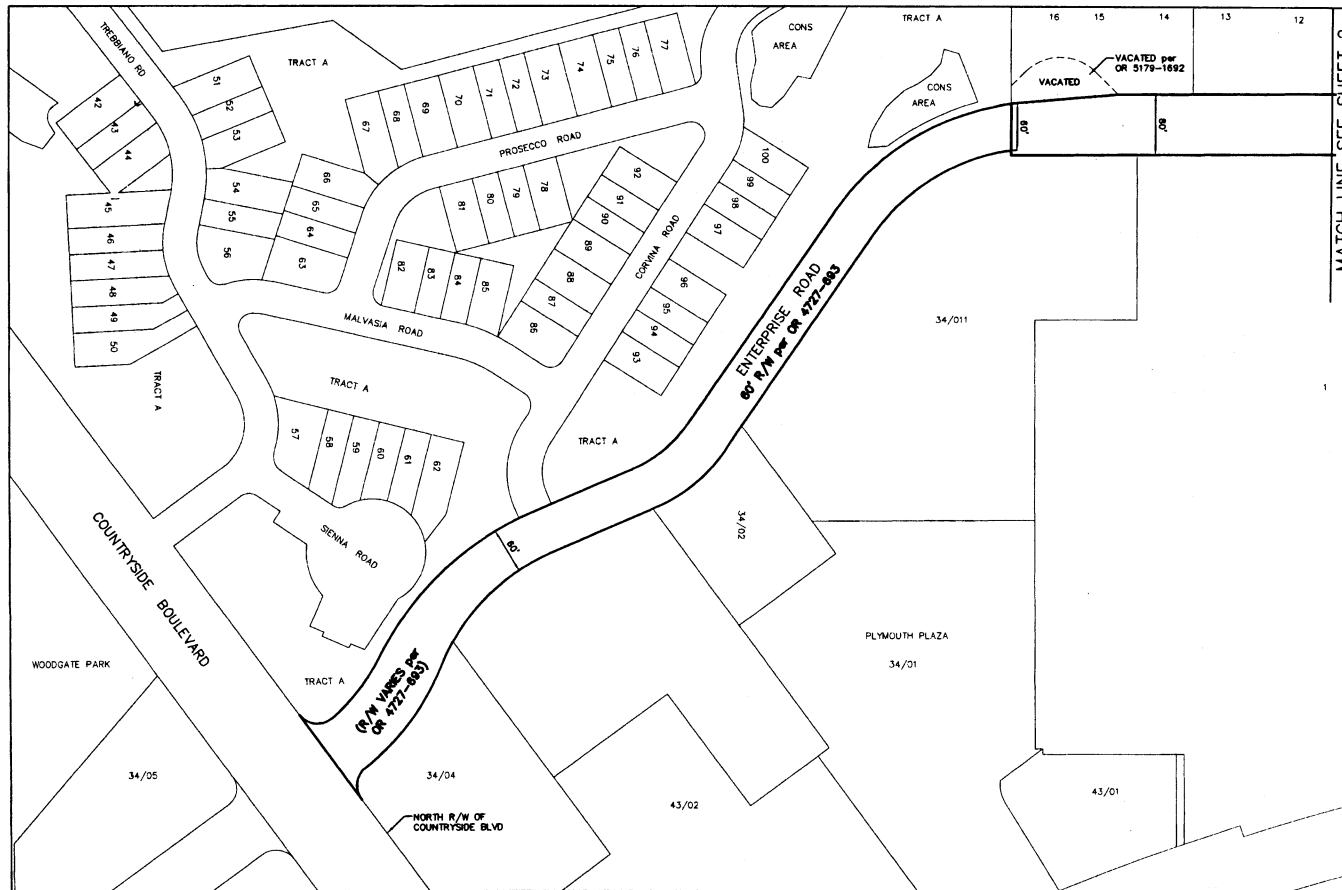 TREBBIANO RD
TRACT A
CONS
AREA
TRACT A
16
15
14
13
12
VACATED per
OR 5179-1692
VACATED
CONS
AREA
60'
80'
42
43
44
51
52
53
67
68
69
70
71
72
73
74
75
76
77
PROSECCO ROAD
45
46
47
48
49
50
54
55
56
66
65
64
63
81
80
79
78
92
91
90
89
88
87
86
100
99
98
97
CORVINA ROAD
96
95
94
93
82
83
84
85
MALVASIA ROAD
TRACT A
TRACT A
57
58
59
60
61
62
TRACT A
ENTERPRISE ROAD
60' R/W per OR 4727-693
34/011
1
SIENNA ROAD
60'
34/02
COUNTRYSIDE BOULEVARD
PLYMOUTH PLAZA
34/01
WOODGATE PARK
TRACT A
(R/W VARIES per
OR 4727-693)
34/05
34/04
43/02
43/01
NORTH R/W OF
COUNTRYSIDE BLVD